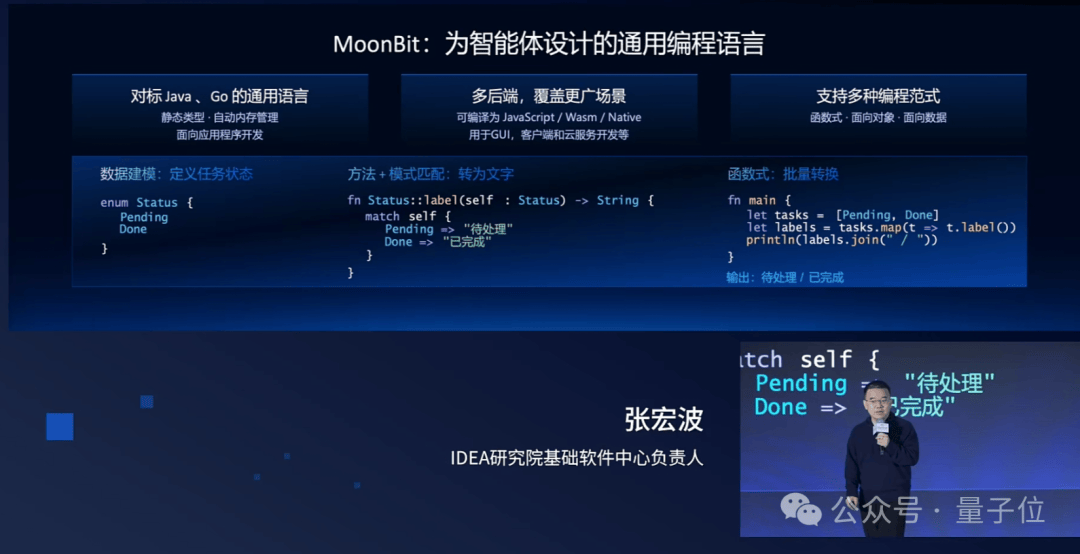 MoonBit：为智能体设计的通用编程语言
对标 Java 、Go 的通用语言
静态类型 · 自动内存管理
面向应用程序开发
多后端，覆盖更广场景
可编译为 JavaScript / Wasm / Native
用于GUI，客户端和云服务开发等
支持多种编程范式
函数式 · 面向对象 · 面向数据
数据建模：定义任务状态
enum Status {
Pending
Done
}
方法 + 模式匹配：转为文字
fn Status::label(self : Status) -> String {
match self {
Pending => "待处理"
Done => "已完成"
}
}
函数式：批量转换
fn main {
let tasks = [Pending, Done]
let labels = tasks.map(t => t.label())
println(labels.join(" / "))
}
输出：待处理 / 已完成
张宏波
IDEA研究院基础软件中心负责人
atch self {
Pending = "待处理"
Done => 已完成"
公众号 · 量子位